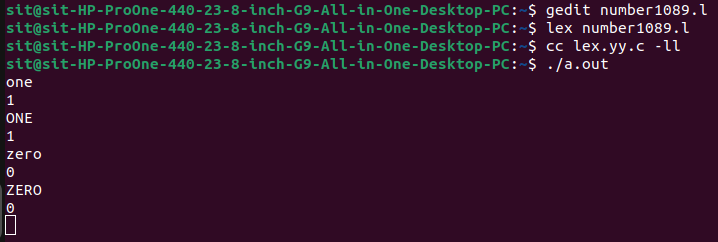 sit@sit-HP-ProOne-440-23-8-inch-G9-All-in-One-Desktop-PC:~$ gedit number1089.l
sit@sit-HP-ProOne-440-23-8-inch-G9-All-in-One-Desktop-PC:~$ lex number1089.l
sit@sit-HP-ProOne-440-23-8-inch-G9-All-in-One-Desktop-PC:~$ cc lex.yy.c -ll
sit@sit-HP-ProOne-440-23-8-inch-G9-All-in-One-Desktop-PC:~$ ./a.out
one
1
ONE
1
zero
0
ZERO
0